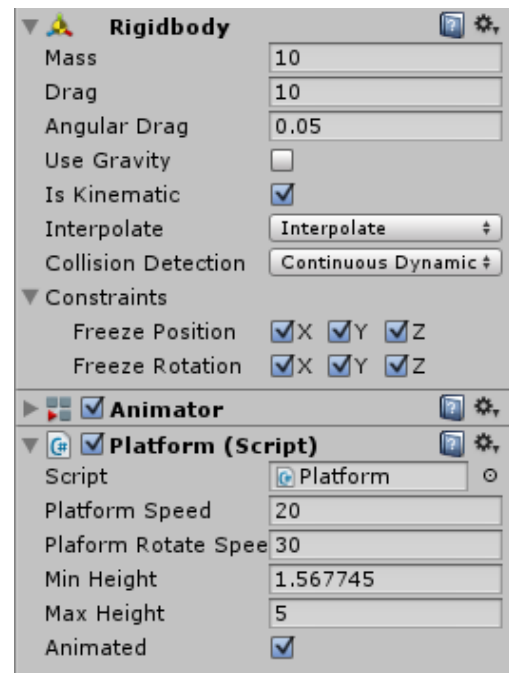 Rigidbody
Mass 10
Drag 10
Angular Drag 0.05
Use Gravity
Is Kinematic
Interpolate Interpolate
Collision Detection Continuous Dynamic
Constraints
Freeze Position X Y Z
Freeze Rotation X Y Z
Animator
Platform (Script)
Script Platform
Platform Speed 20
Plaform Rotate Spee 30
Min Height 1.567745
Max Height 5
Animated